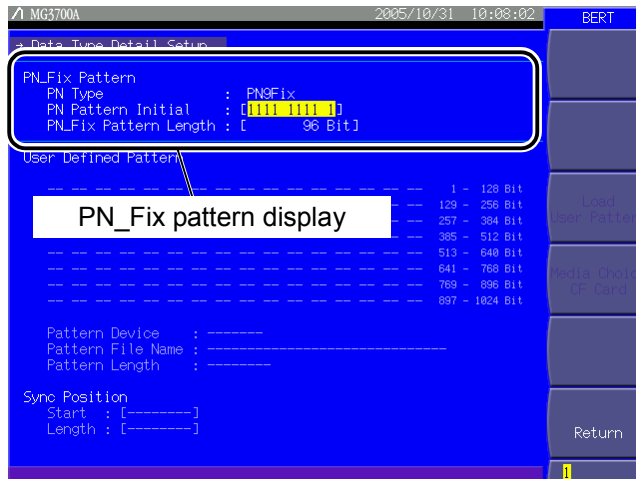 MG3700A 2005/10/31 10:08:02 BERT
→ Data Type Detail Setup
PN_Fix Pattern
PN Type : PN9Fix
PN Pattern Initial : [1111 1111 1]
PN_Fix Pattern Length : [ 96 Bit]
User Defined Pattern
-- -- -- -- -- -- -- -- -- -- -- -- -- -- -- -- 1 - 128 Bit
129 - 256 Bit
PN_Fix pattern display
257 - 384 Bit
385 - 512 Bit
-- -- -- -- -- -- -- -- -- -- -- -- -- -- -- -- 513 - 640 Bit
-- -- -- -- -- -- -- -- -- -- -- -- -- -- -- -- 641 - 768 Bit
-- -- -- -- -- -- -- -- -- -- -- -- -- -- -- -- 769 - 896 Bit
-- -- -- -- -- -- -- -- -- -- -- -- -- -- -- -- 897 - 1024 Bit
Load
User Patter
Media Choic
CF Card
Pattern Device : -------
Pattern File Name : ------------------------------
Pattern Length : --------
Sync Position
Start : [--------]
Length : [--------]
Return
1